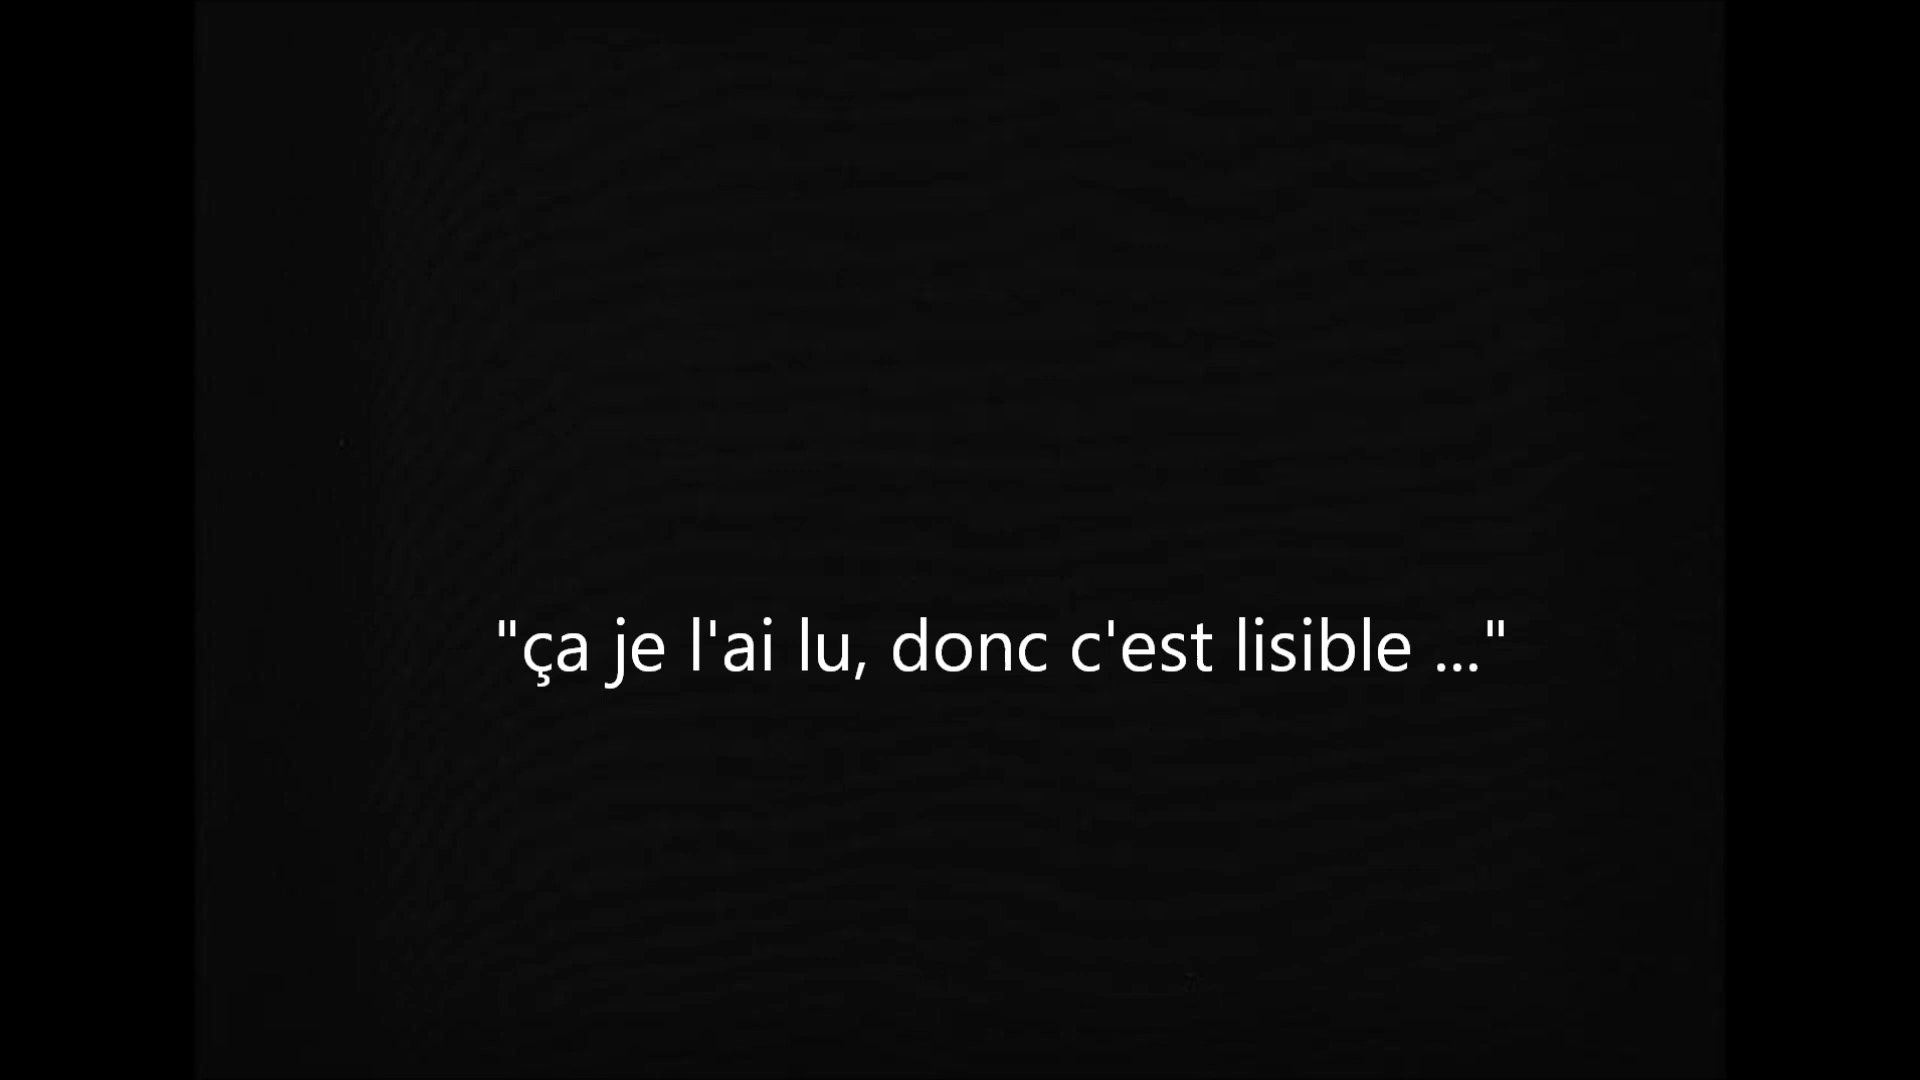 "ça je l'ai lu, donc c'est lisible ..."